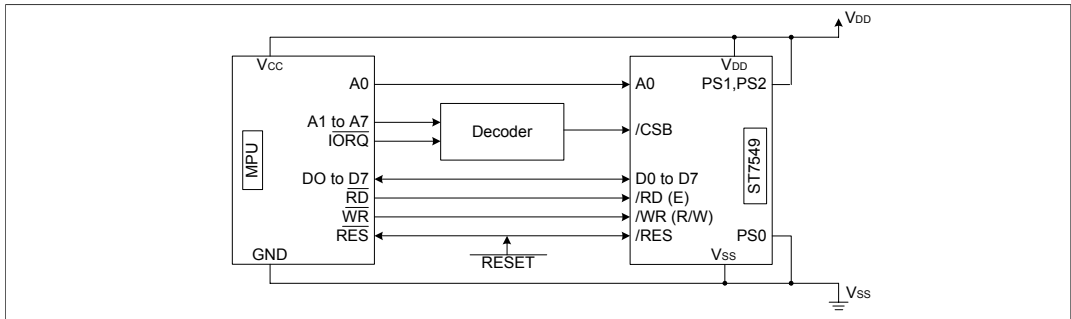 VDD
VCC
VDD
A0
A0
PS1,PS2
A1 to A7
IORQ
Decoder
/CSB
MPU
ST7549
DO to D7
D0 to D7
RD
/RD (E)
WR
/WR (R/W)
RES
/RES
PS0
GND
RESET
VSS
VSS